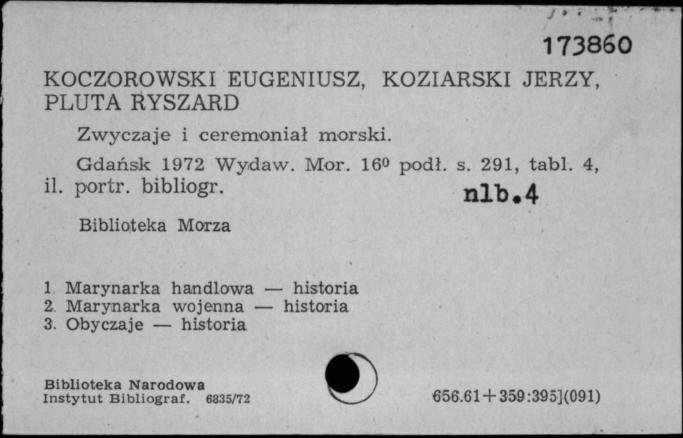 173860
KOCZOROWSKI EUGENIUSZ, KOZIARSKI JERZY,
PLUTA RYSZARD
Zwyczaje i ceremoniał morski.
Gdańsk 1972 Wydaw. Mor. 16⁰ podł. s. 291, tabl. 4,
il. portr. bibliogr.
nlb.4
Biblioteka Morza
1. Marynarka handlowa — historia
2. Marynarka wojenna — historia
3. Obyczaje — historia
Biblioteka Narodowa
Instytut Bibliograf. 6835/72
656.61+359:395](091)